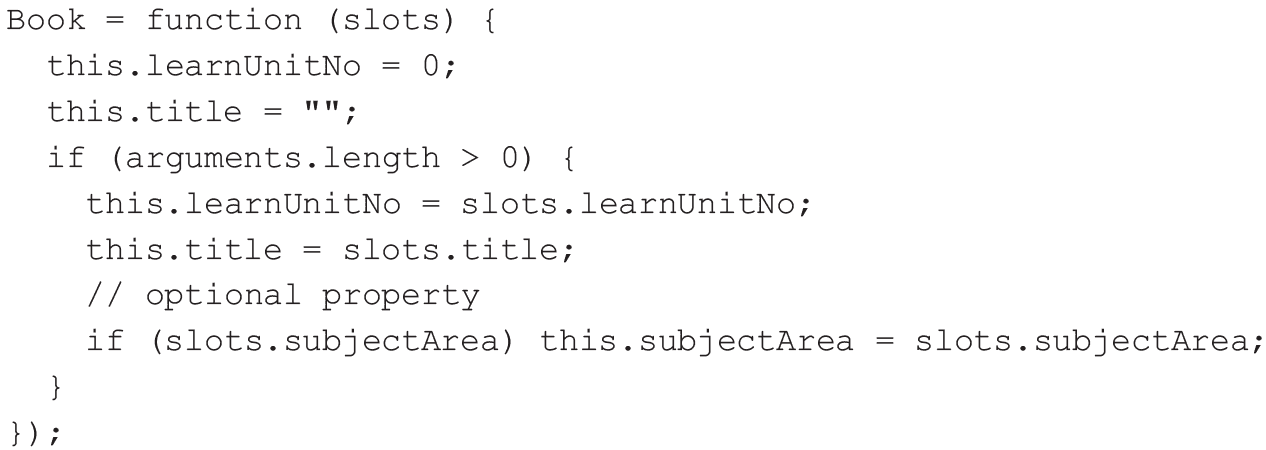 Book = function (slots) {
  this.learnUnitNo = 0;
  this.title = "";
  if (arguments.length > 0) {
    this.learnUnitNo = slots.learnUnitNo;
    this.title = slots.title;
    // optional property
    if (slots.subjectArea) this.subjectArea = slots.subjectArea;
  }
});